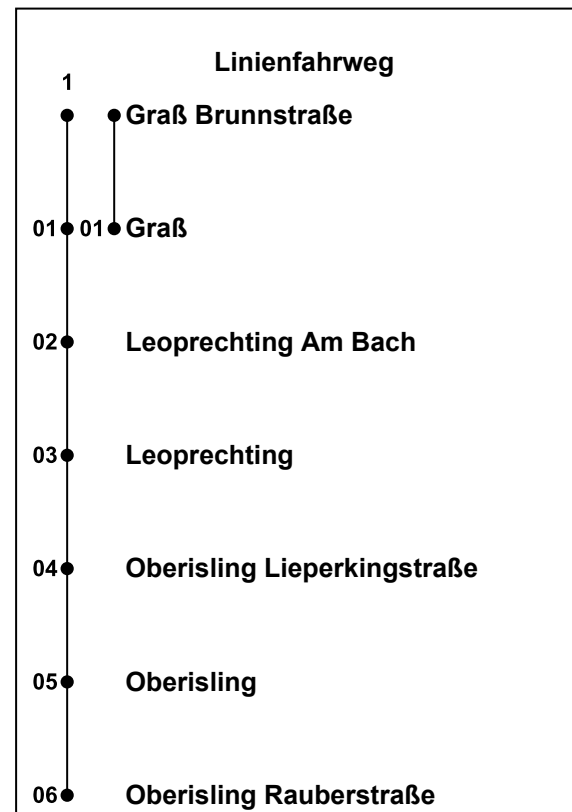 Linienfahrweg
1
Graß Brunnstraße
01 01 Graß
02 Leoprechting Am Bach
03 Leoprechting
04 Oberisling Lieperkingstraße
05 Oberisling
06 Oberisling Rauberstraße